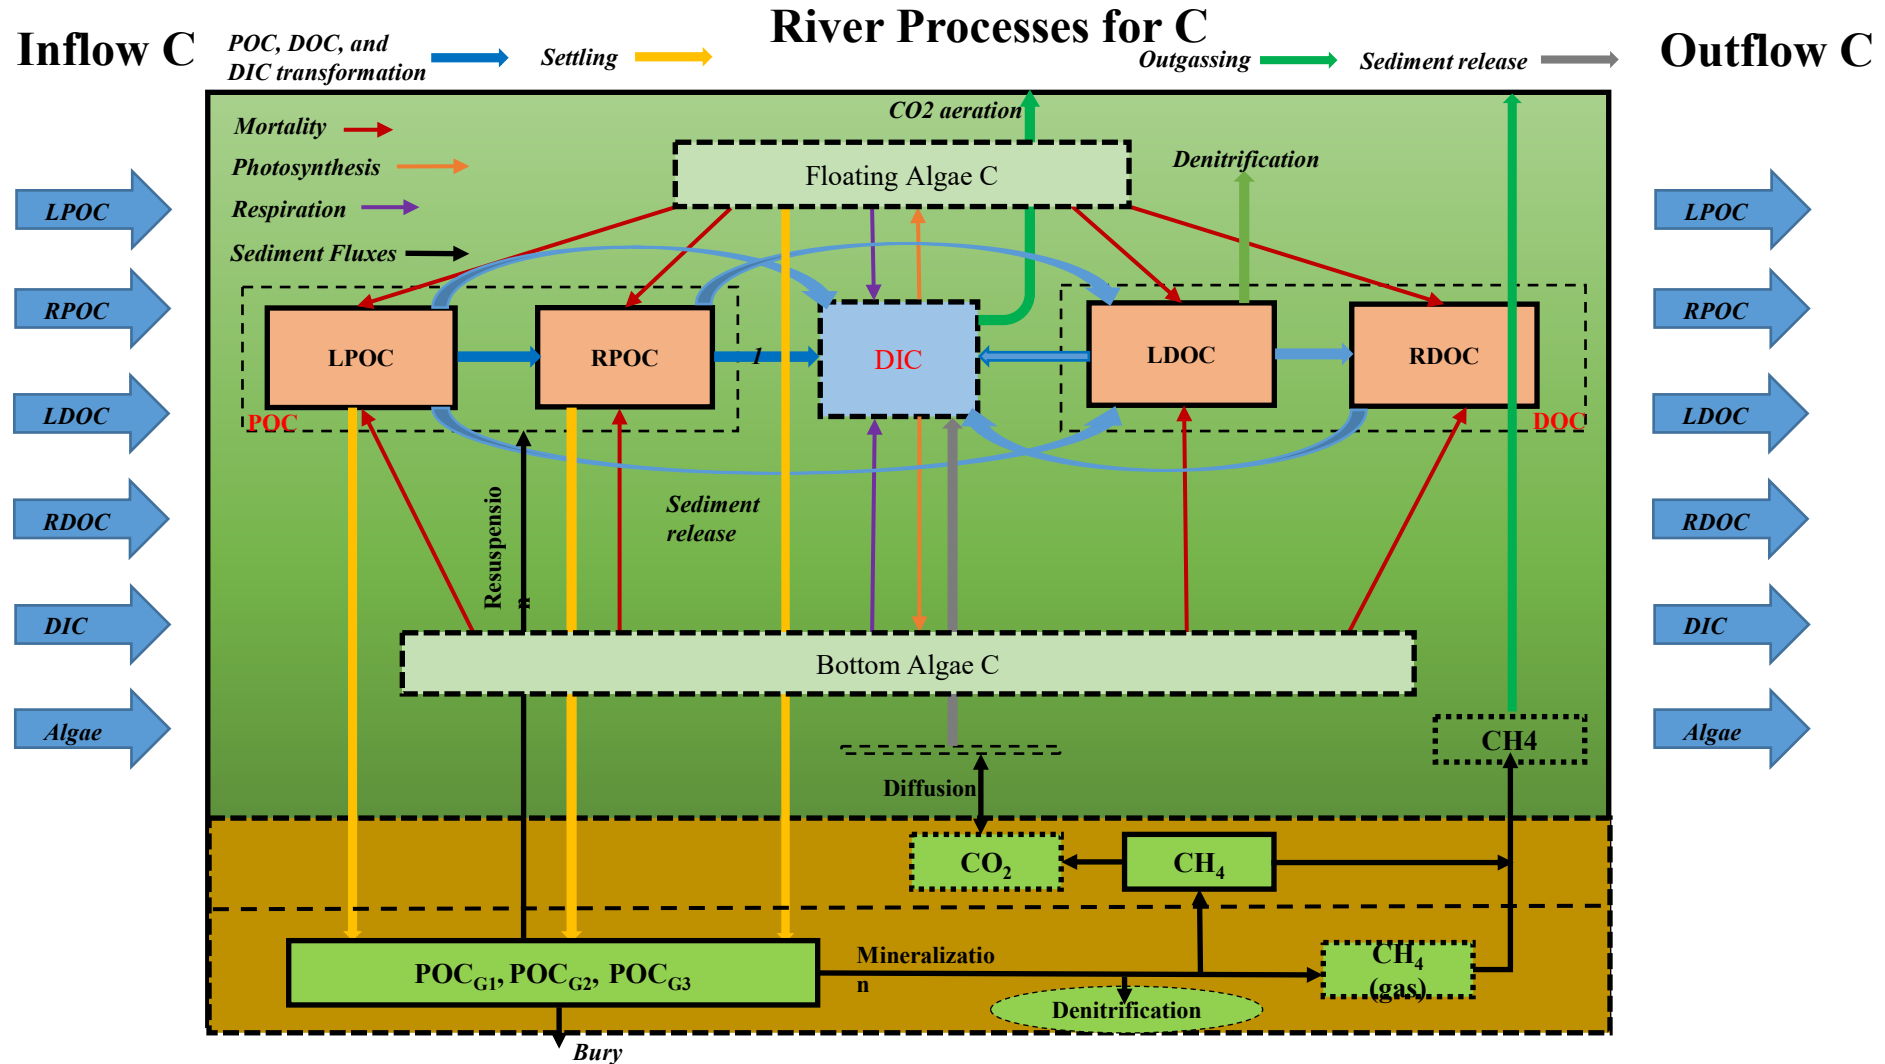 River Processes for C
Inflow C
POC, DOC, and
DIC transformation
Settling
Outgassing
Sediment release
Outflow C
Mortality
Photosynthesis
Respiration
Sediment Fluxes
CO2 aeration
Floating Algae C
Denitrification
LPOC
RPOC
LDOC
RDOC
DIC
Algae
LPOC
RPOC
1
DIC
LDOC
RDOC
POC
DOC
Resuspensio
n
Sediment
release
Bottom Algae C
CH4
Diffusion
CO2
CH4
POCG1, POCG2, POCG3
Mineralizatio
n
CH4
(gas)
Denitrification
Bury
LPOC
RPOC
LDOC
RDOC
DIC
Algae